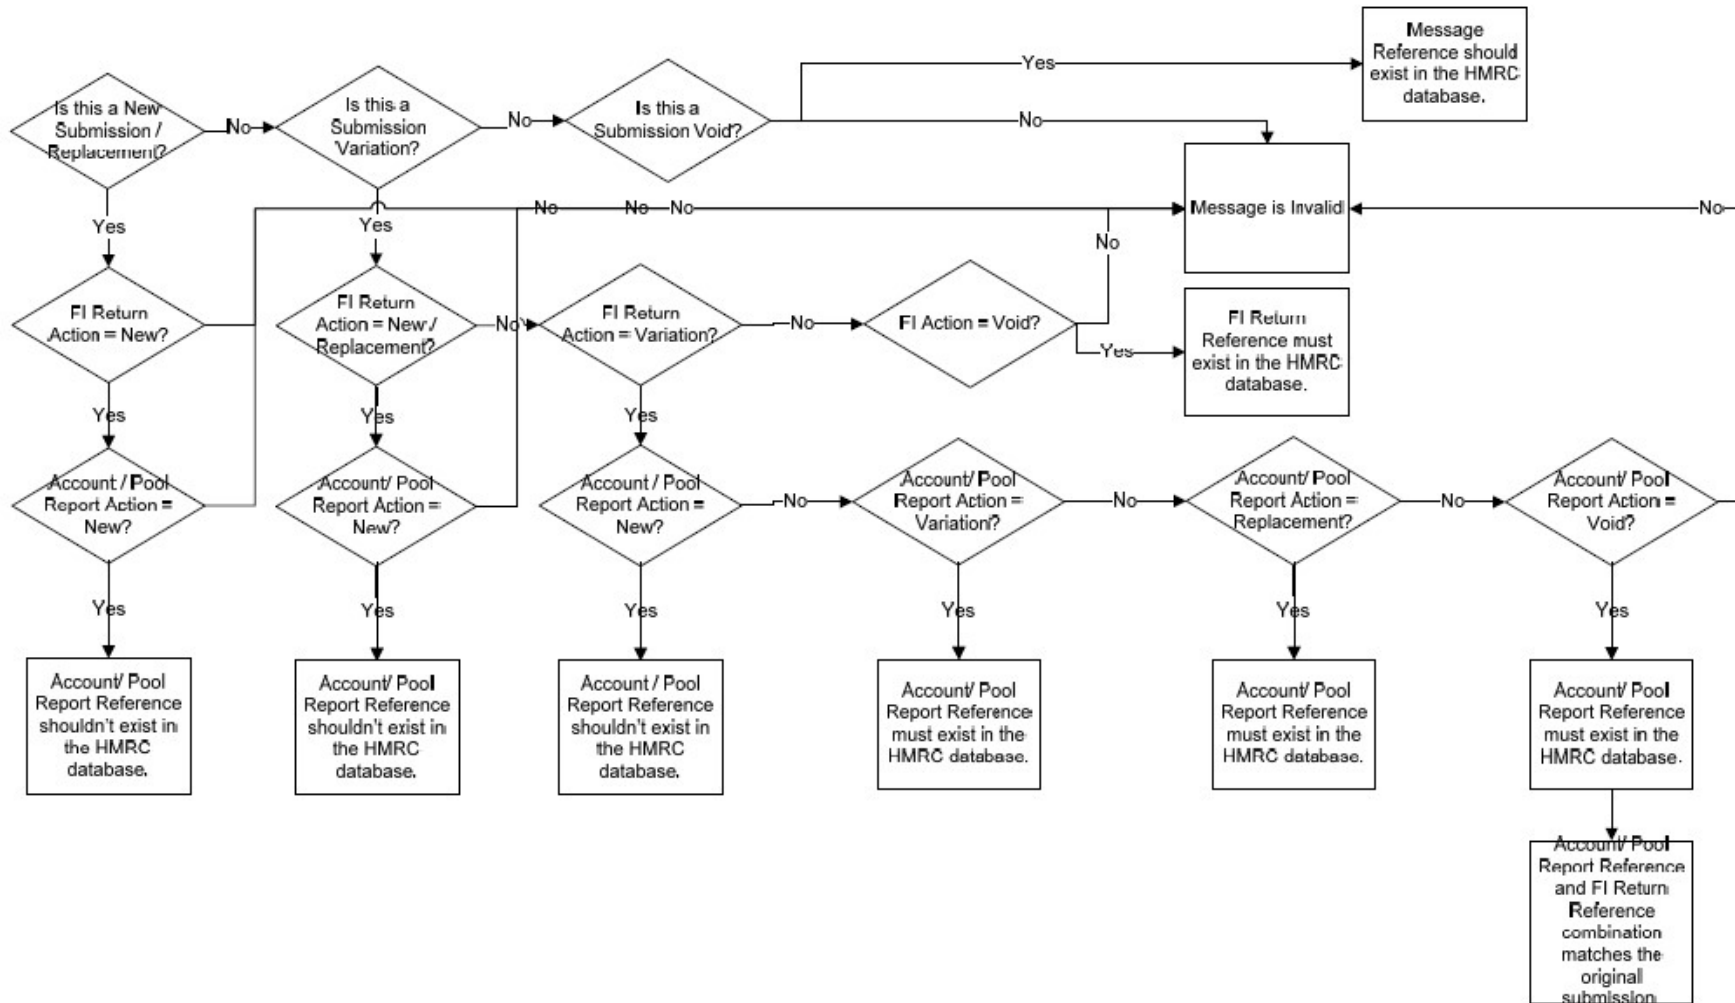 Message
Reference should
exist in the HMRC
database.
Yes
Is this a New
Submission /
Replacement?
No
Is this a
Submission
Variation?
No
Is this a
Submission Void?
No
Yes
Yes
No
No
No
Message is Invalid
No
No
FI Return
Action = New?
FI Return
Action = New /
Replacement?
No
FI Return
Action = Variation?
No
FI Action = Void?
Yes
FI Return
Reference must
exist in the HMRC
database.
Yes
Yes
Yes
Account / Pool
Report Action =
New?
Account/ Pool
Report Action =
New?
Account / Pool
Report Action =
New?
No
Account/ Pool
Report Action =
Variation?
No
Account/ Pool
Report Action =
Replacement?
No
Account/ Pool
Report Action =
Void?
Yes
Yes
Yes
Yes
Yes
Yes
Account/ Pool
Report Reference
shouldn't exist in
the HMRC
database.
Account/ Pool
Report Reference
shouldn't exist in
the HMRC
database.
Account / Pool
Report Reference
shouldn't exist in
the HMRC
database.
Account/ Pool
Report Reference
must exist in the
HMRC database.
Account/ Pool
Report Reference
must exist in the
HMRC database.
Account/ Pool
Report Reference
must exist in the
HMRC database.
Account/ Pool
Report Reference
and FI Return
Reference
combination
matches the
original
submission